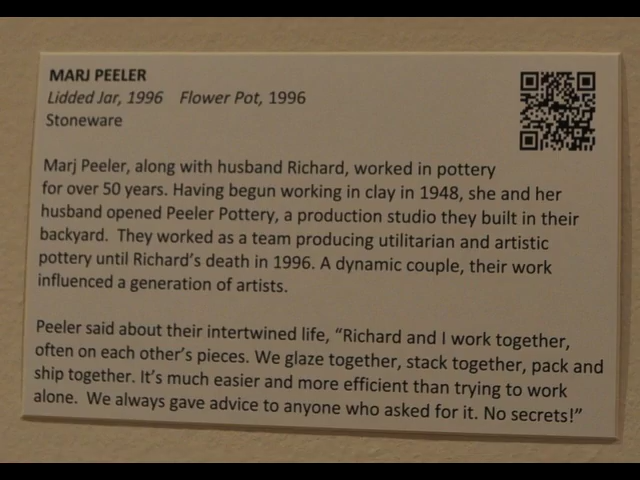 MARJ PEELER
Lidded Jar, 1996 Flower Pot, 1996
Stoneware
Marj Peeler, along with husband Richard, worked in pottery
for over 50 years. Having begun working in clay in 1948, she and her
husband opened Peeler Pottery, a production studio they built in their
backyard. They worked as a team producing utilitarian and artistic
pottery until Richard's death in 1996. A dynamic couple, their work
influenced a generation of artists.
Peeler said about their intertwined life, “Richard and I work together,
often on each other's pieces. We glaze together, stack together, pack and
ship together. It's much easier and more efficient than trying to work
alone. We always gave advice to anyone who asked for it. No secrets!”